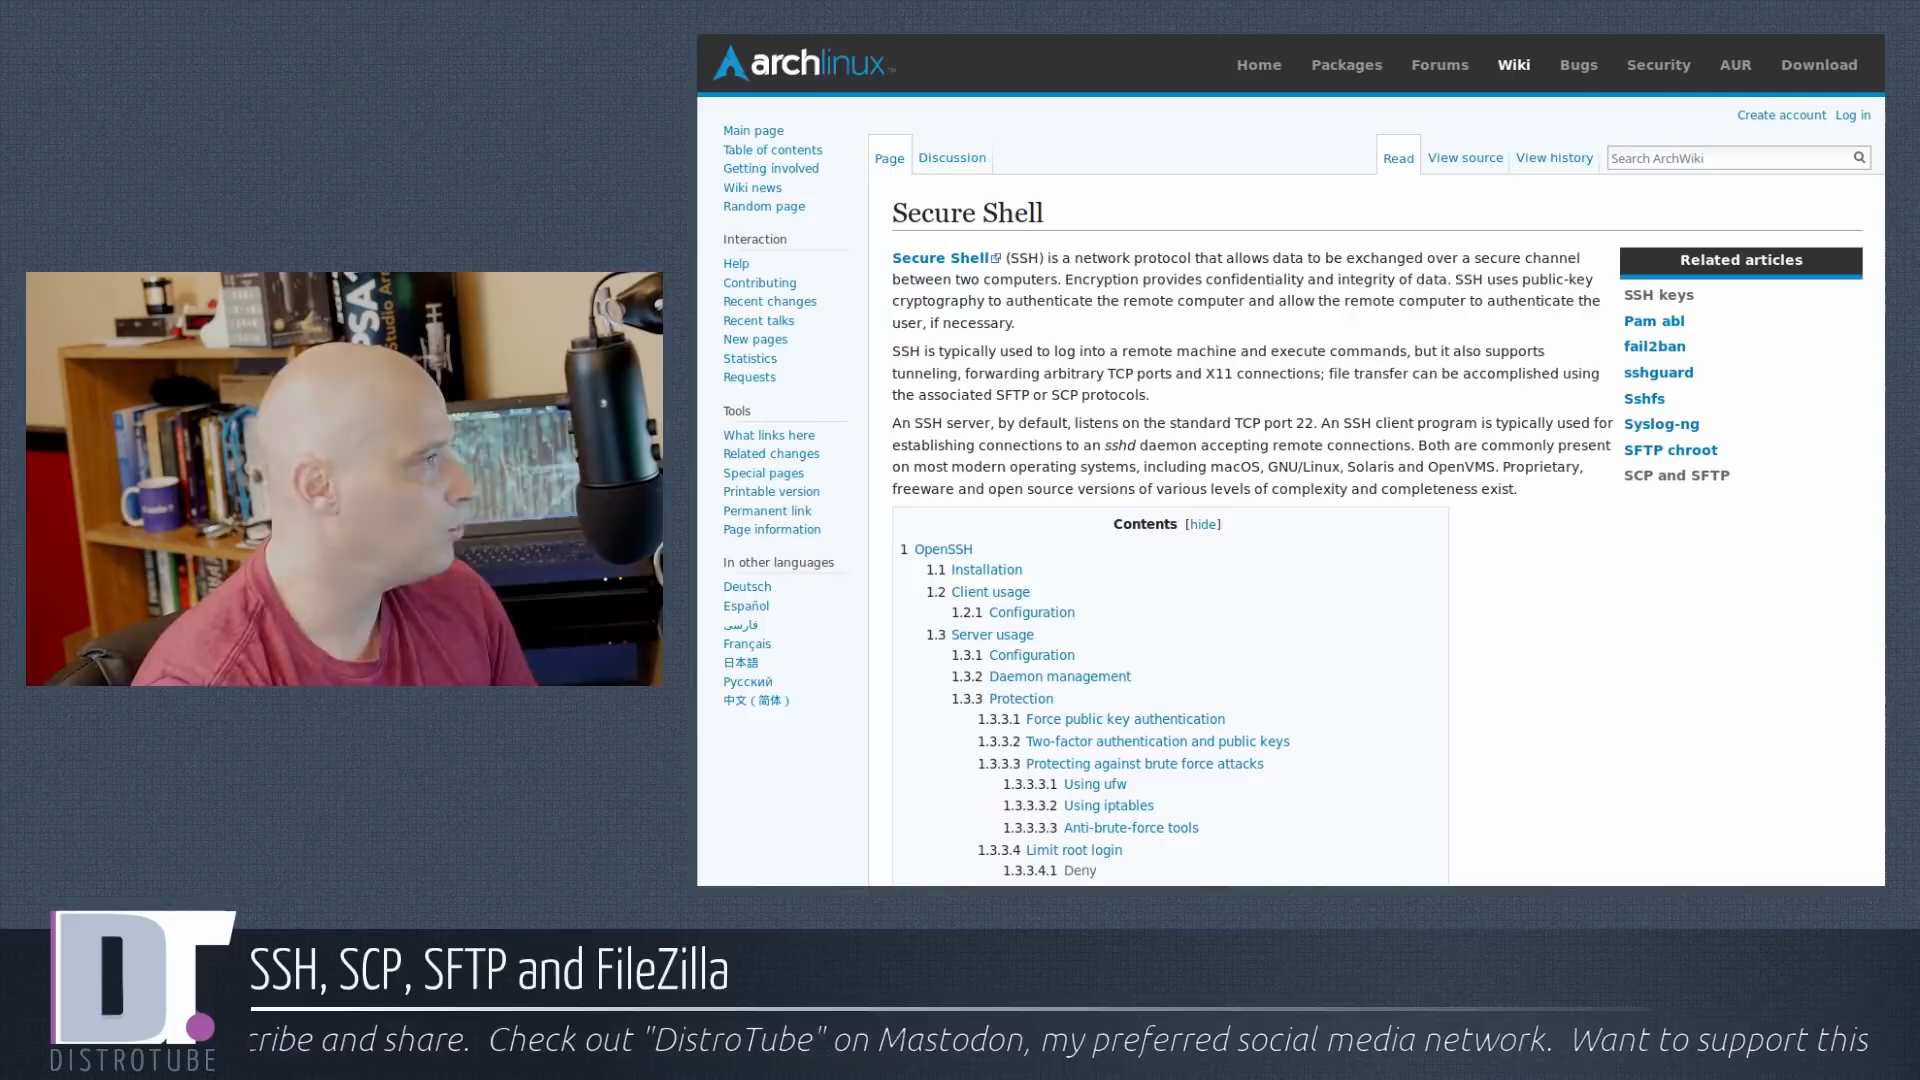 archlinux
Home Packages Forums Wiki Bugs Security AUR Download
Create account Log in
Main page
Table of contents
Getting involved
Wiki news
Random page
Interaction
Help
Contributing
Recent changes
Recent talks
New pages
Statistics
Requests
Tools
What links here
Related changes
Special pages
Printable version
Permanent link
Page information
In other languages
Deutsch
Español
فارسی
Français
日本語
Русский
中文（简体）
Page Discussion Read View source View history Search ArchWiki
Secure Shell
Secure Shell (SSH) is a network protocol that allows data to be exchanged over a secure channel
between two computers. Encryption provides confidentiality and integrity of data. SSH uses public-key
cryptography to authenticate the remote computer and allow the remote computer to authenticate the
user, if necessary.
SSH is typically used to log into a remote machine and execute commands, but it also supports
tunneling, forwarding arbitrary TCP ports and X11 connections; file transfer can be accomplished using
the associated SFTP or SCP protocols.
An SSH server, by default, listens on the standard TCP port 22. An SSH client program is typically used for
establishing connections to an sshd daemon accepting remote connections. Both are commonly present
on most modern operating systems, including macOS, GNU/Linux, Solaris and OpenVMS. Proprietary,
freeware and open source versions of various levels of complexity and completeness exist.
Related articles
SSH keys
Pam abl
fail2ban
sshguard
Sshfs
Syslog-ng
SFTP chroot
SCP and SFTP
Contents [hide]
1 OpenSSH
1.1 Installation
1.2 Client usage
1.2.1 Configuration
1.3 Server usage
1.3.1 Configuration
1.3.2 Daemon management
1.3.3 Protection
1.3.3.1 Force public key authentication
1.3.3.2 Two-factor authentication and public keys
1.3.3.3 Protecting against brute force attacks
1.3.3.3.1 Using ufw
1.3.3.3.2 Using iptables
1.3.3.3.3 Anti-brute-force tools
1.3.3.4 Limit root login
1.3.3.4.1 Deny
DT
DISTROTUBE
SSH, SCP, SFTP and FileZilla
cribe and share. Check out "DistroTube" on Mastodon, my preferred social media network. Want to support this